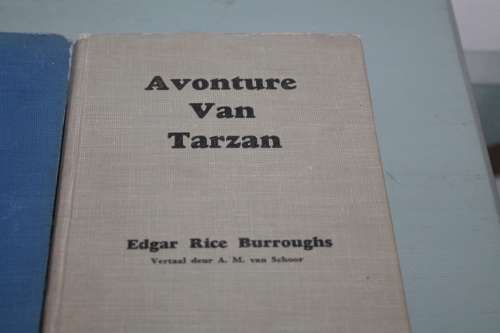 Avonture
Van
Tarzan
Edgar Rice Burroughs
Vertaal deur A. M. van Schoor